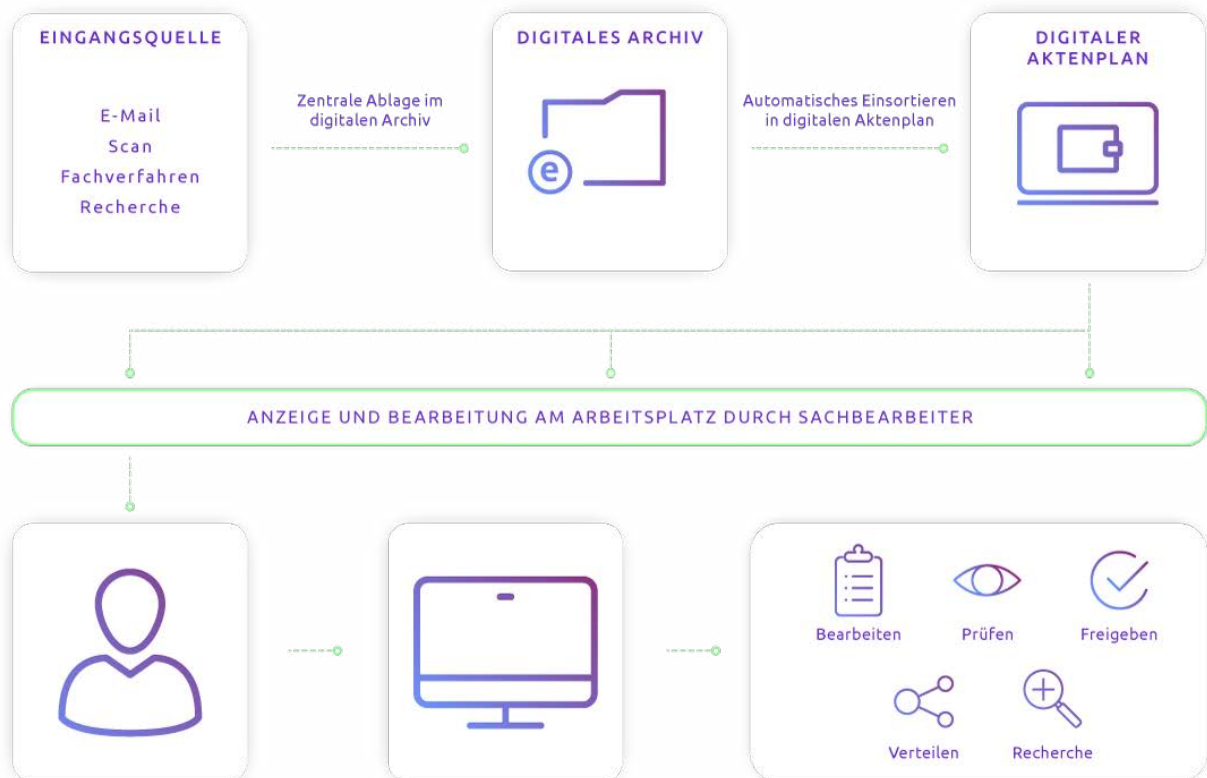 EINGANGSQUELLE
E-Mail
Scan
Fachverfahren
Recherche
Zentrale Ablage im
digitalen Archiv
DIGITALES ARCHIV
e
Automatisches Einsortieren
in digitalen Aktenplan
DIGITALER
AKTENPLAN
ANZEIGE UND BEARBEITUNG AM ARBEITSPLATZ DURCH SACHBEARBEITER
Bearbeiten
Prüfen
Freigeben
Verteilen
Recherche